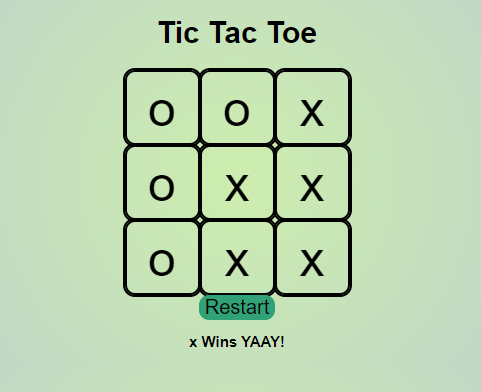 Tic Tac Toe
o o x
o x x
o x x
Restart
x Wins YAAY!